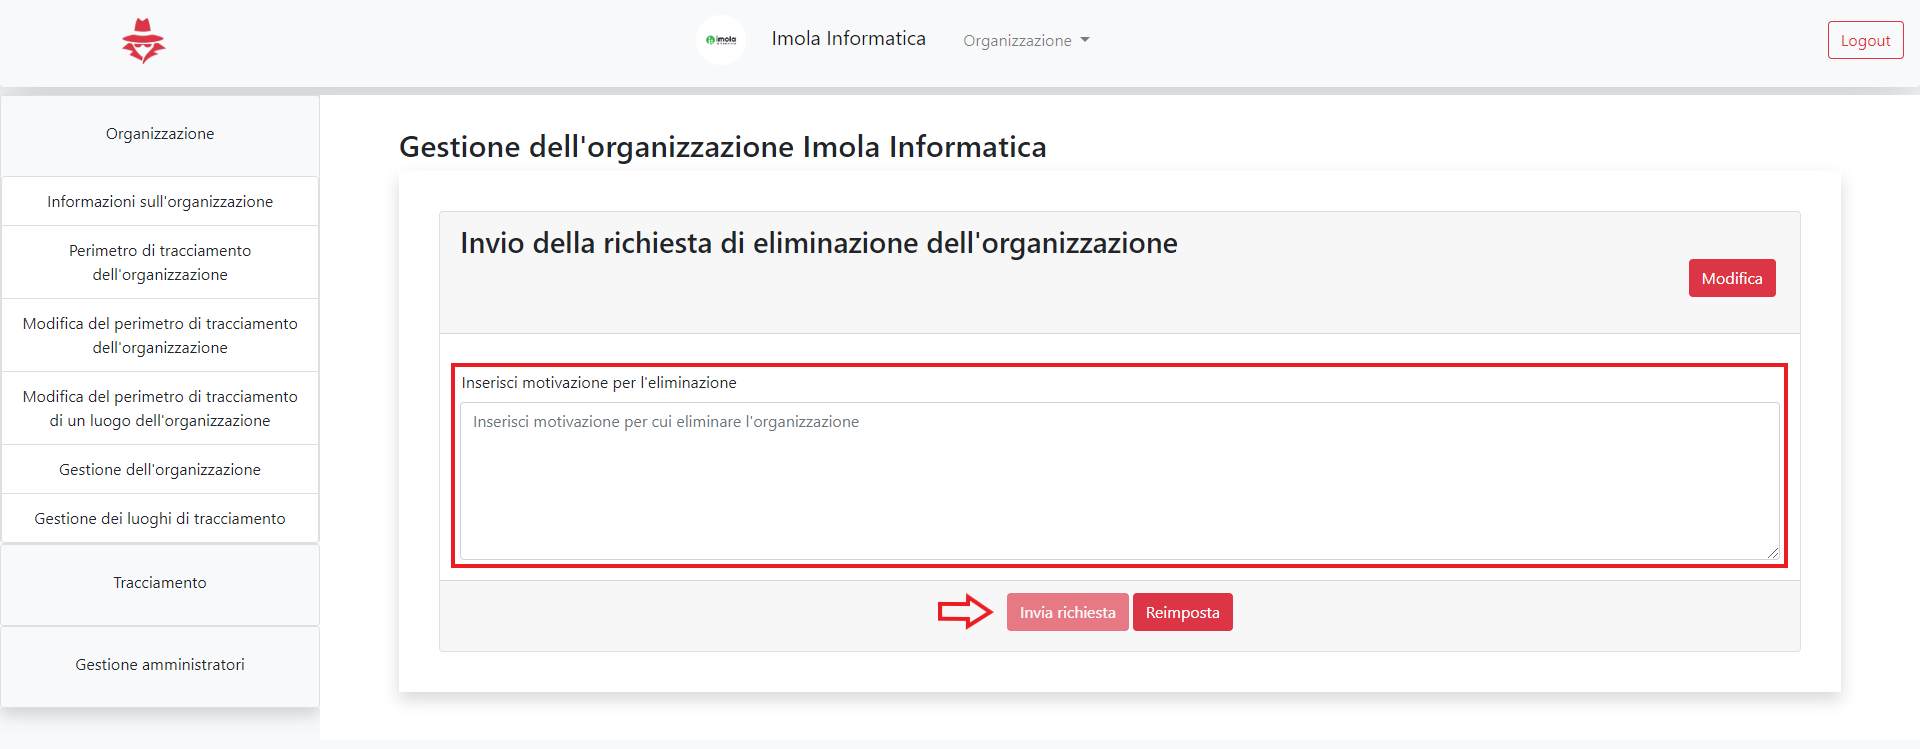 imola
Imola Informatica
Organizzazione
Logout
Organizzazione
Informazioni sull'organizzazione
Perimetro di tracciamento
dell'organizzazione
Modifica del perimetro di tracciamento
dell'organizzazione
Modifica del perimetro di tracciamento
di un luogo dell'organizzazione
Gestione dell'organizzazione
Gestione dei luoghi di tracciamento
Tracciamento
Gestione amministratori
Gestione dell'organizzazione Imola Informatica
Invio della richiesta di eliminazione dell'organizzazione
Modifica
Inserisci motivazione per l'eliminazione
Inserisci motivazione per cui eliminare l'organizzazione
Invia richiesta
Reimposta